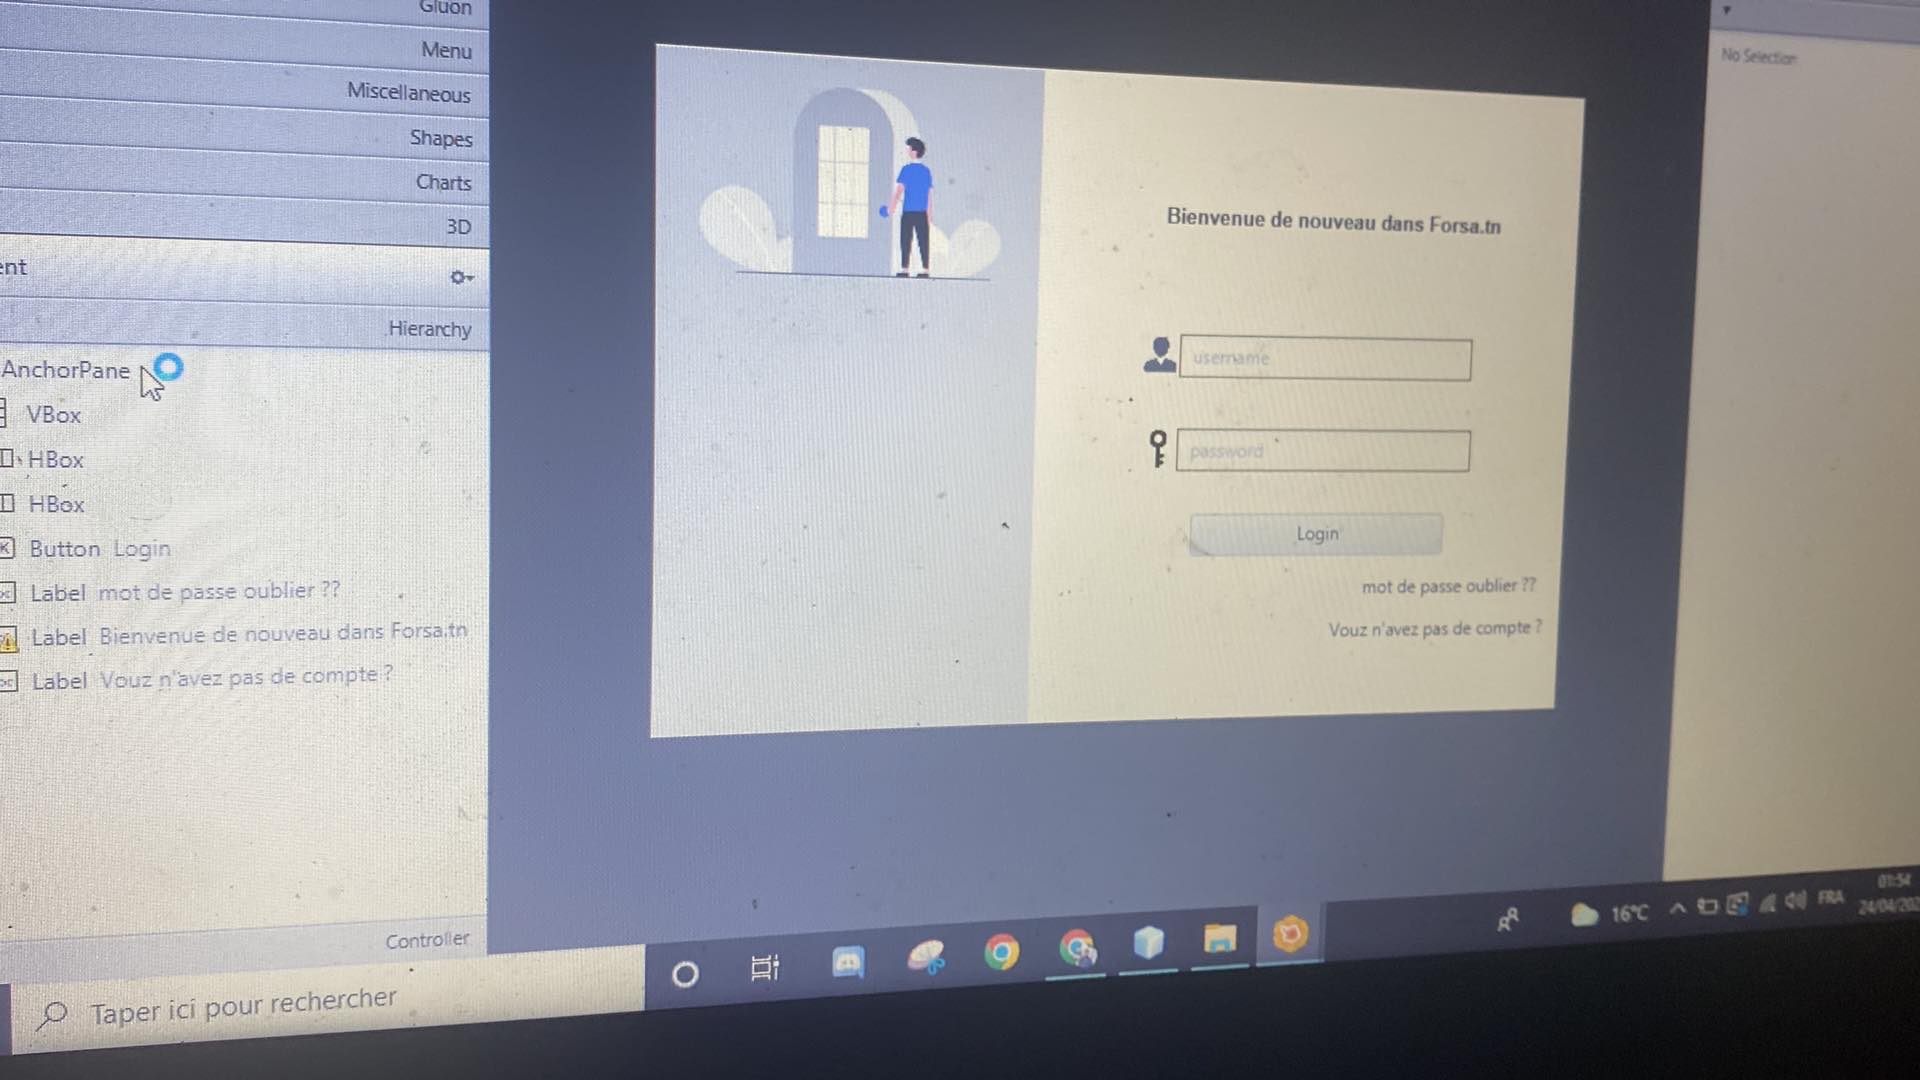 Gluon
Menu
Miscellaneous
Shapes
Charts
3D
ent
Hierarchy
AnchorPane
VBox
HBox
HBox
Button Login
Label mot de passe oublier ??
Label Bienvenue de nouveau dans Forsa.tn
Label Vouz n'avez pas de compte ?
Controller
Bienvenue de nouveau dans Forsa.tn
username
password
Login
mot de passe oublier ??
Vouz n'avez pas de compte ?
No Selection
Taper ici pour rechercher
16°C
FRA
01:54
24/04/202